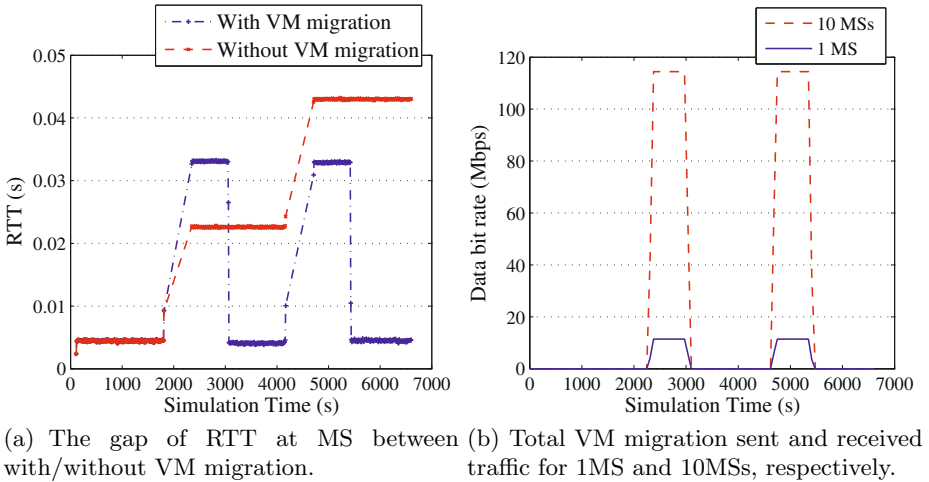 With VM migration
Without VM migration
0.05
0.04
0.03
0.02
0.01
0
RTT (s)
0 1000 2000 3000 4000 5000 6000 7000
Simulation Time (s)
(a) The gap of RTT at MS between
with/without VM migration.
10 MSs
1 MS
120
100
80
60
40
20
0
Data bit rate (Mbps)
0 1000 2000 3000 4000 5000 6000 7000
Simulation Time (s)
(b) Total VM migration sent and received
traffic for 1MS and 10MSs, respectively.